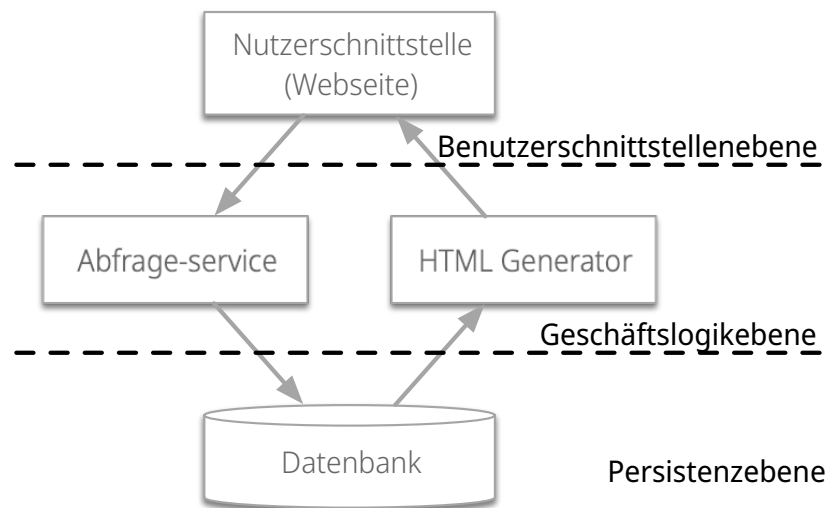 Nutzerschnittstelle
(Webseite)
Benutzerschnittstellenebene
Abfrage-service
HTML Generator
Geschäftslogikebene
Datenbank
Persistenzebene